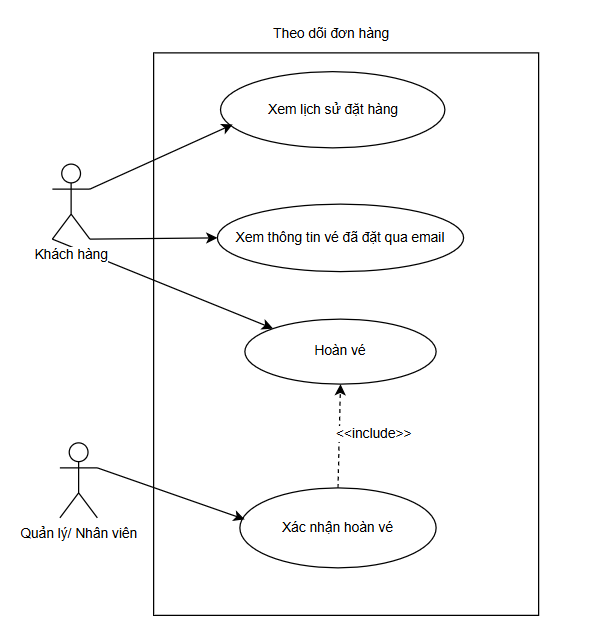 Theo dõi đơn hàng
Xem lịch sử đặt hàng
Xem thông tin vé đã đặt qua email
Khách hàng
Hoàn vé
<<include>>
Xác nhận hoàn vé
Quản lý/ Nhân viên